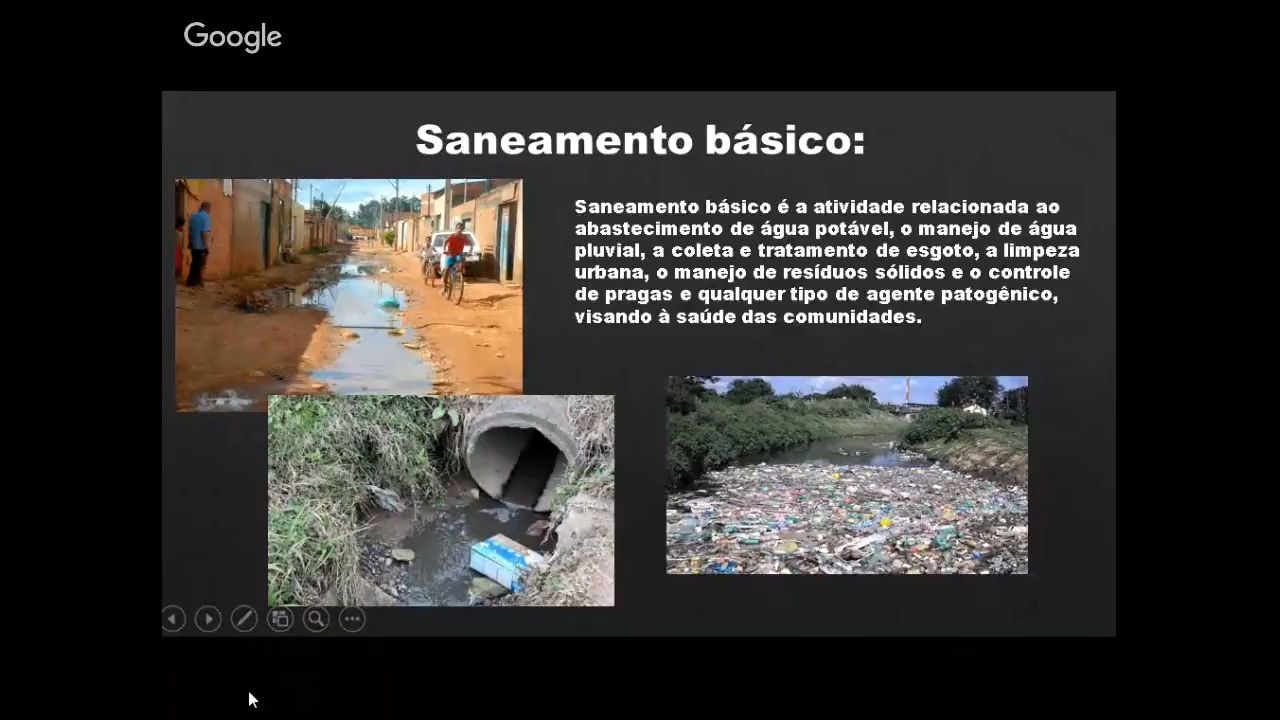 Google
Saneamento básico:
Saneamento básico é a atividade relacionada ao
abastecimento de água potável, o manejo de água
pluvial, a coleta e tratamento de esgoto, a limpeza
urbana, o manejo de resíduos sólidos e o controle
de pragas e qualquer tipo de agente patogênico,
visando à saúde das comunidades.